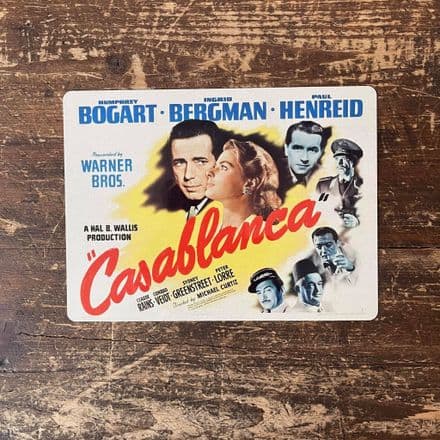 HUMPHREY INGRID PAUL
BOGART · BERGMAN · HENREID
Presented by
WARNER
BROS.
A HAL B. WALLIS
PRODUCTION
"Casablanca"
CLAUDE CONRAD SYDNEY PETER
RAINS · VEIDT · GREENSTREET · LORRE
Directed by MICHAEL CURTIZ